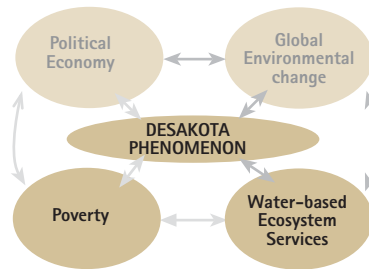 Political
Economy
Global
Environmental
change
DESAKOTA
PHENOMENON
Poverty
Water-based
Ecosystem
Services